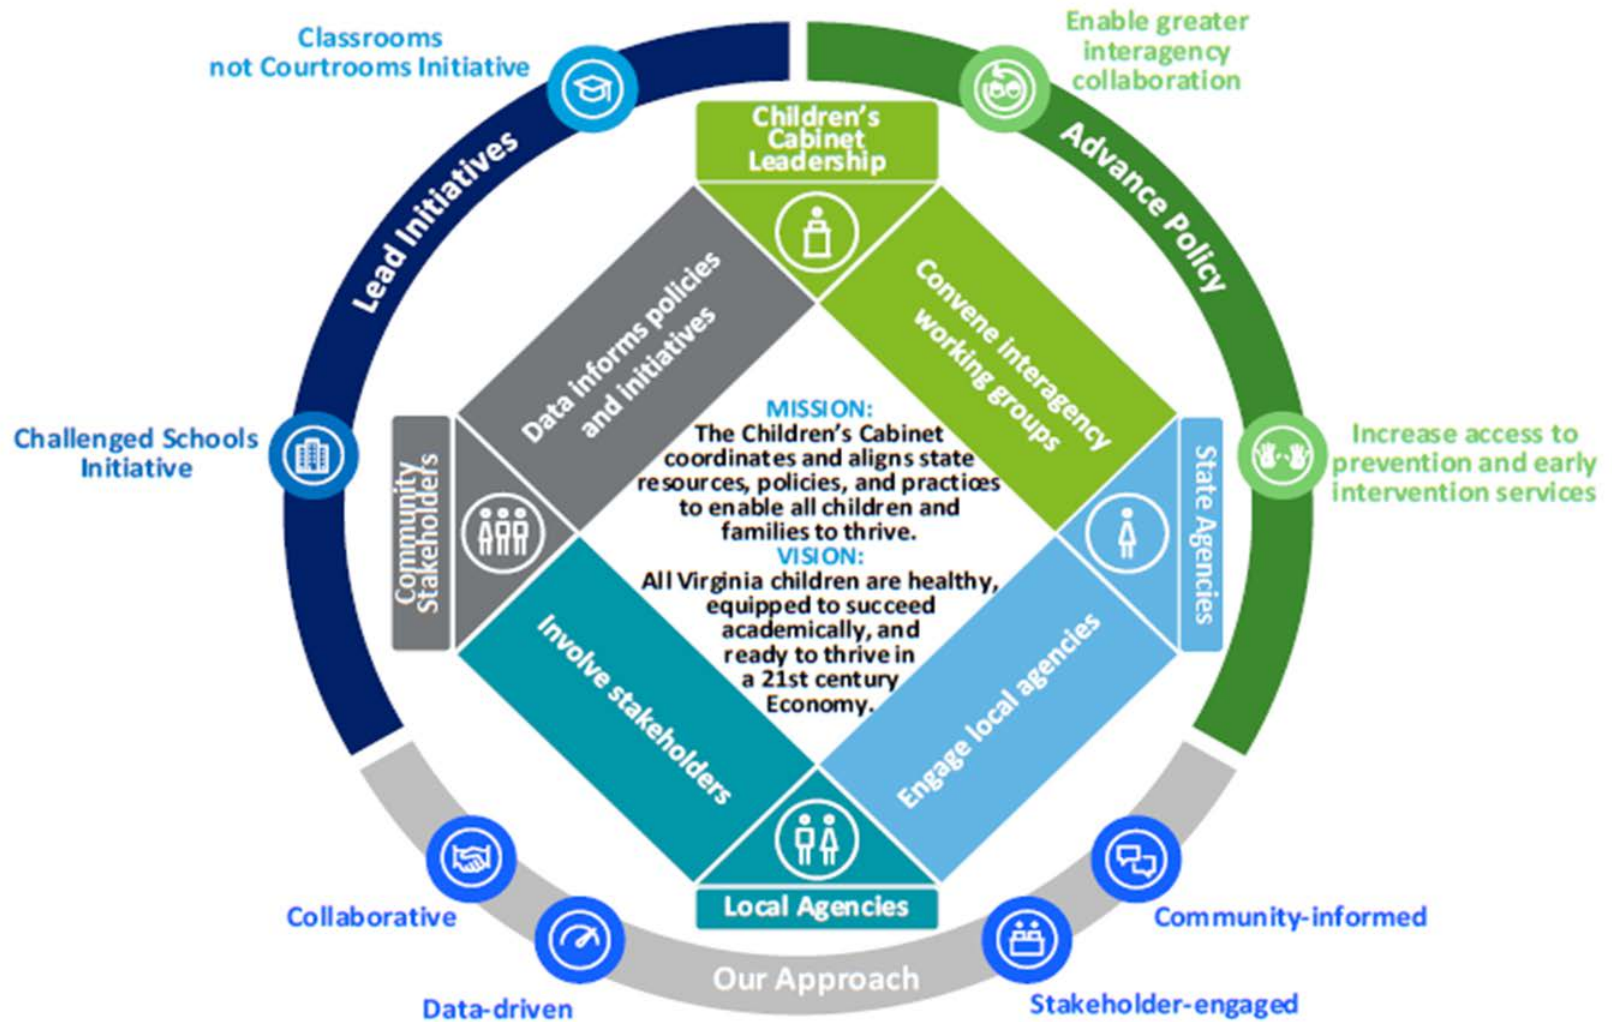 Classrooms
not Courtrooms Initiative
Enable greater
interagency
collaboration
Lead Initiatives
Advance Policy
Children's
Cabinet
Leadership
Data informs policies
and initiatives
Convene interagency
working groups
Challenged Schools
Initiative
Increase access to
prevention and early
intervention services
Community
Stakeholders
State Agencies
MISSION:
The Children's Cabinet
coordinates and aligns state
resources, policies, and practices
to enable all children and
families to thrive.
VISION:
All Virginia children are healthy,
equipped to succeed
academically, and
ready to thrive in
a 21st century
Economy.
Involve stakeholders
Engage local agencies
Local Agencies
Collaborative
Data-driven
Our Approach
Stakeholder-engaged
Community-informed